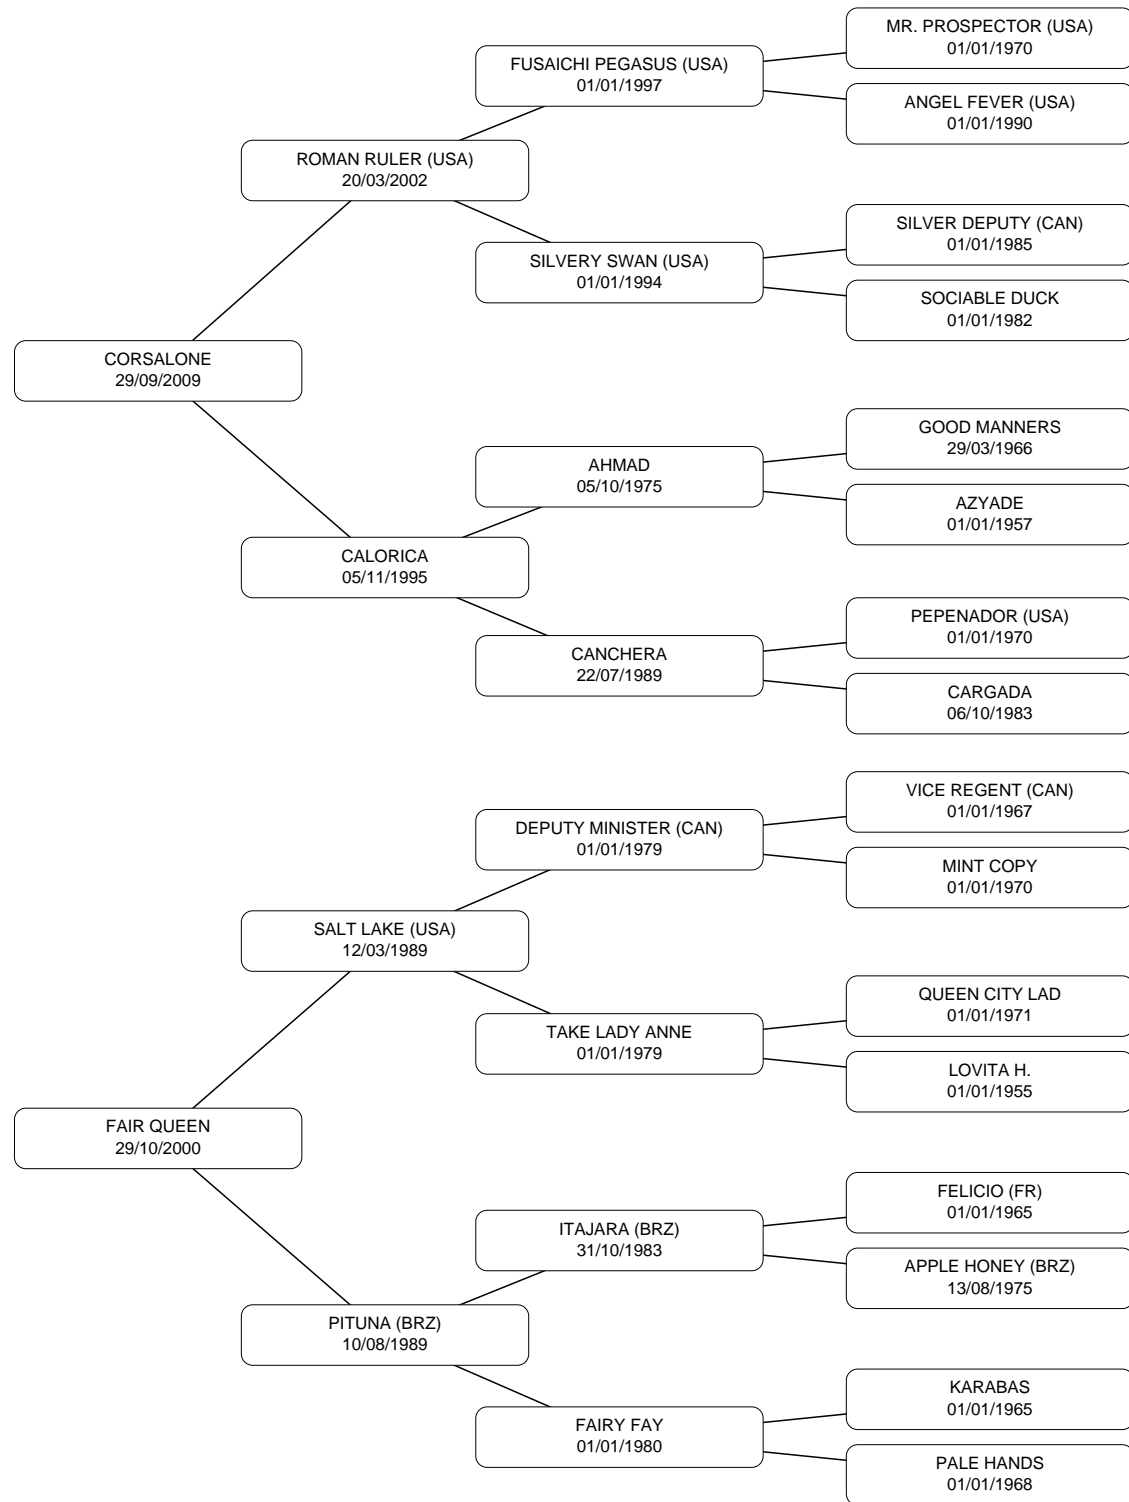 MR. PROSPECTOR (USA)
01/01/1970
FUSAICHI PEGASUS (USA)
01/01/1997
ANGEL FEVER (USA)
01/01/1990
ROMAN RULER (USA)
20/03/2002
SILVER DEPUTY (CAN)
01/01/1985
SILVERY SWAN (USA)
01/01/1994
SOCIABLE DUCK
01/01/1982
CORSALONE
29/09/2009
GOOD MANNERS
29/03/1966
AHMAD
05/10/1975
AZYADE
01/01/1957
CALORICA
05/11/1995
PEPENADOR (USA)
01/01/1970
CANCHERA
22/07/1989
CARGADA
06/10/1983
VICE REGENT (CAN)
01/01/1967
DEPUTY MINISTER (CAN)
01/01/1979
MINT COPY
01/01/1970
SALT LAKE (USA)
12/03/1989
QUEEN CITY LAD
01/01/1971
TAKE LADY ANNE
01/01/1979
LOVITA H.
01/01/1955
FAIR QUEEN
29/10/2000
FELICIO (FR)
01/01/1965
ITAJARA (BRZ)
31/10/1983
APPLE HONEY (BRZ)
13/08/1975
PITUNA (BRZ)
10/08/1989
KARABAS
01/01/1965
FAIRY FAY
01/01/1980
PALE HANDS
01/01/1968